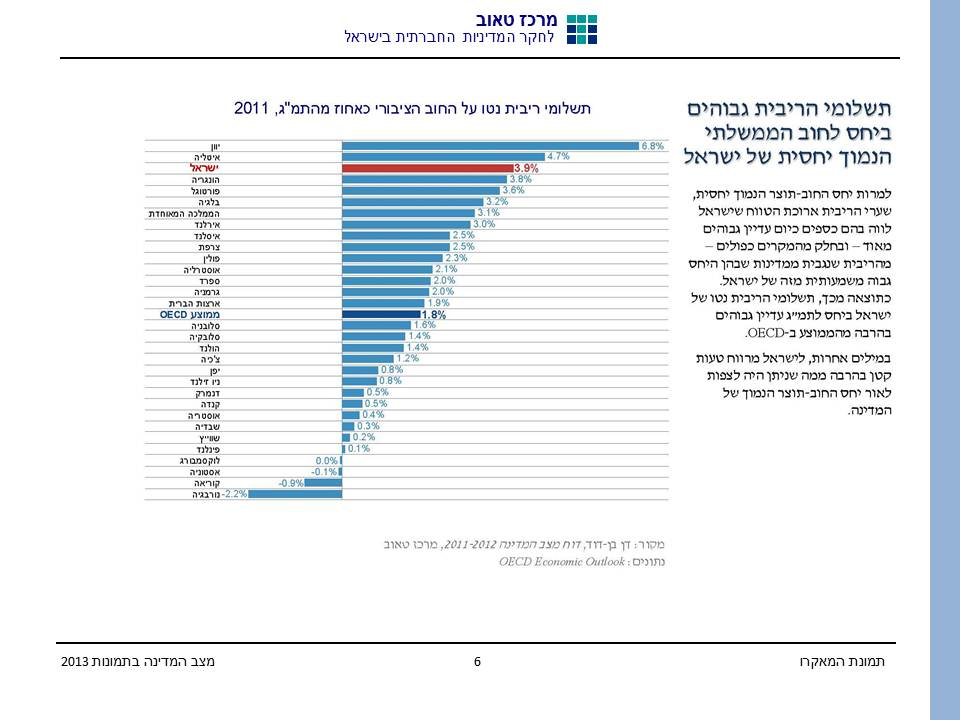 מרכז טאוב
לחקר המדיניות החברתית בישראל
תשלומי הריבית גבוהים
ביחס לחוב הממשלתי
הנמוך יחסית של ישראל
למרות יחס החוב-תוצר הנמוך יחסית,
שערי הריבית ארוכת הטווח שישראל
לווה בהם כספים כיום עדיין גבוהים
מאוד – ובחלק מהמקרים כפולים –
מהריבית שנגבית ממדינות שבהן היחס
גבוה משמעותית מזה של ישראל.
כתוצאה מכך, תשלומי הריבית נטו של
ישראל ביחס לתמ"ג עדיין גבוהים
בהרבה מהממוצע ב-OECD.
במילים אחרות, לישראל מרווח טעות
קטן בהרבה ממה שניתן היה לצפות
לאור יחס החוב-תוצר הנמוך של
המדינה.
תשלומי ריבית נטו על החוב הציבורי כאחוז מהתמ"ג, 2011
יוון 6.8%
איטליה 4.7%
ישראל 3.9%
הונגריה 3.8%
פורטוגל 3.6%
בלגיה 3.2%
הממלכה המאוחדת 3.1%
אירלנד 3.0%
איסלנד 2.5%
צרפת 2.5%
פולין 2.3%
אוסטרליה 2.1%
ספרד 2.0%
גרמניה 2.0%
ארצות הברית 1.9%
ממוצע OECD 1.8%
סלובניה 1.6%
סלובקיה 1.4%
הולנד 1.4%
צ'כיה 1.2%
יפן 0.8%
ניו זילנד 0.8%
דנמרק 0.5%
קנדה 0.5%
אוסטריה 0.4%
שבדיה 0.3%
שווייץ 0.2%
פינלנד 0.1%
לוקסמבורג 0.0%
אסטוניה -0.1%
קוריאה -0.9%
נורבגיה -2.2%
מקור: דן בן-דוד, דוח מצב המדינה 2011-2012, מרכז טאוב
נתונים: OECD Economic Outlook
תמונת המאקרו
6
מצב המדינה בתמונות 2013